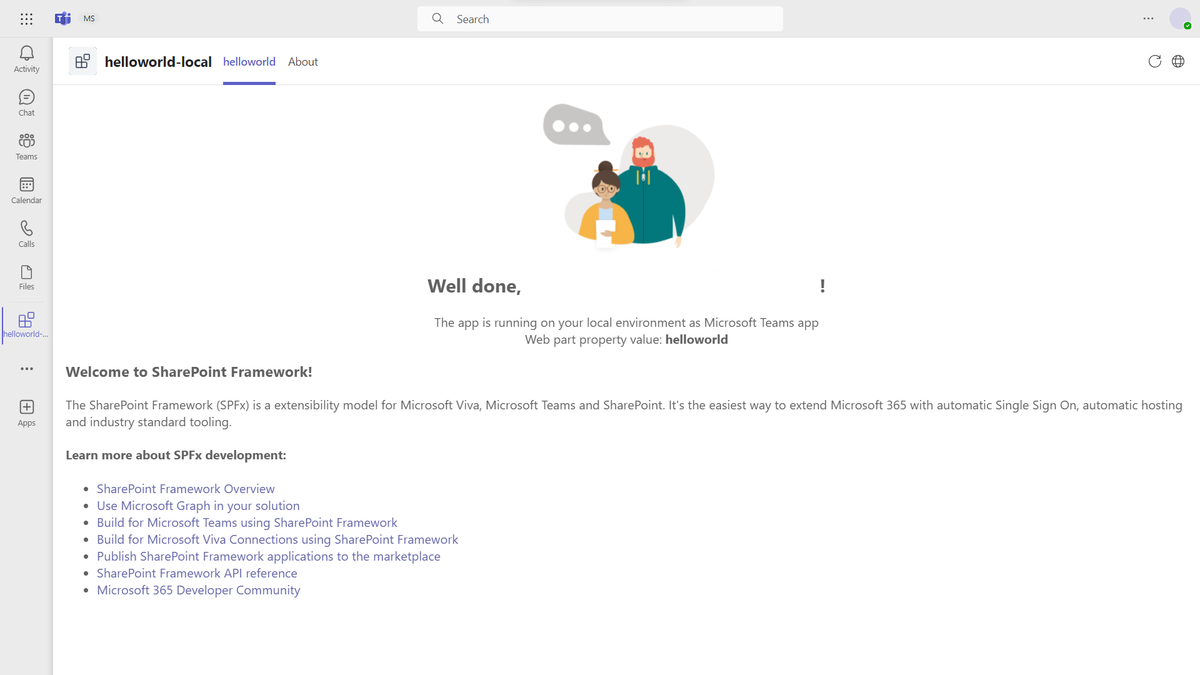 MS
Search
Activity
Chat
Teams
Calendar
Calls
Files
helloworld-...
Apps
helloworld-local
helloworld
About
Well done, !
The app is running on your local environment as Microsoft Teams app
Web part property value: helloworld
Welcome to SharePoint Framework!
The SharePoint Framework (SPFx) is a extensibility model for Microsoft Viva, Microsoft Teams and SharePoint. It's the easiest way to extend Microsoft 365 with automatic Single Sign On, automatic hosting
and industry standard tooling.
Learn more about SPFx development:
SharePoint Framework Overview
Use Microsoft Graph in your solution
Build for Microsoft Teams using SharePoint Framework
Build for Microsoft Viva Connections using SharePoint Framework
Publish SharePoint Framework applications to the marketplace
SharePoint Framework API reference
Microsoft 365 Developer Community